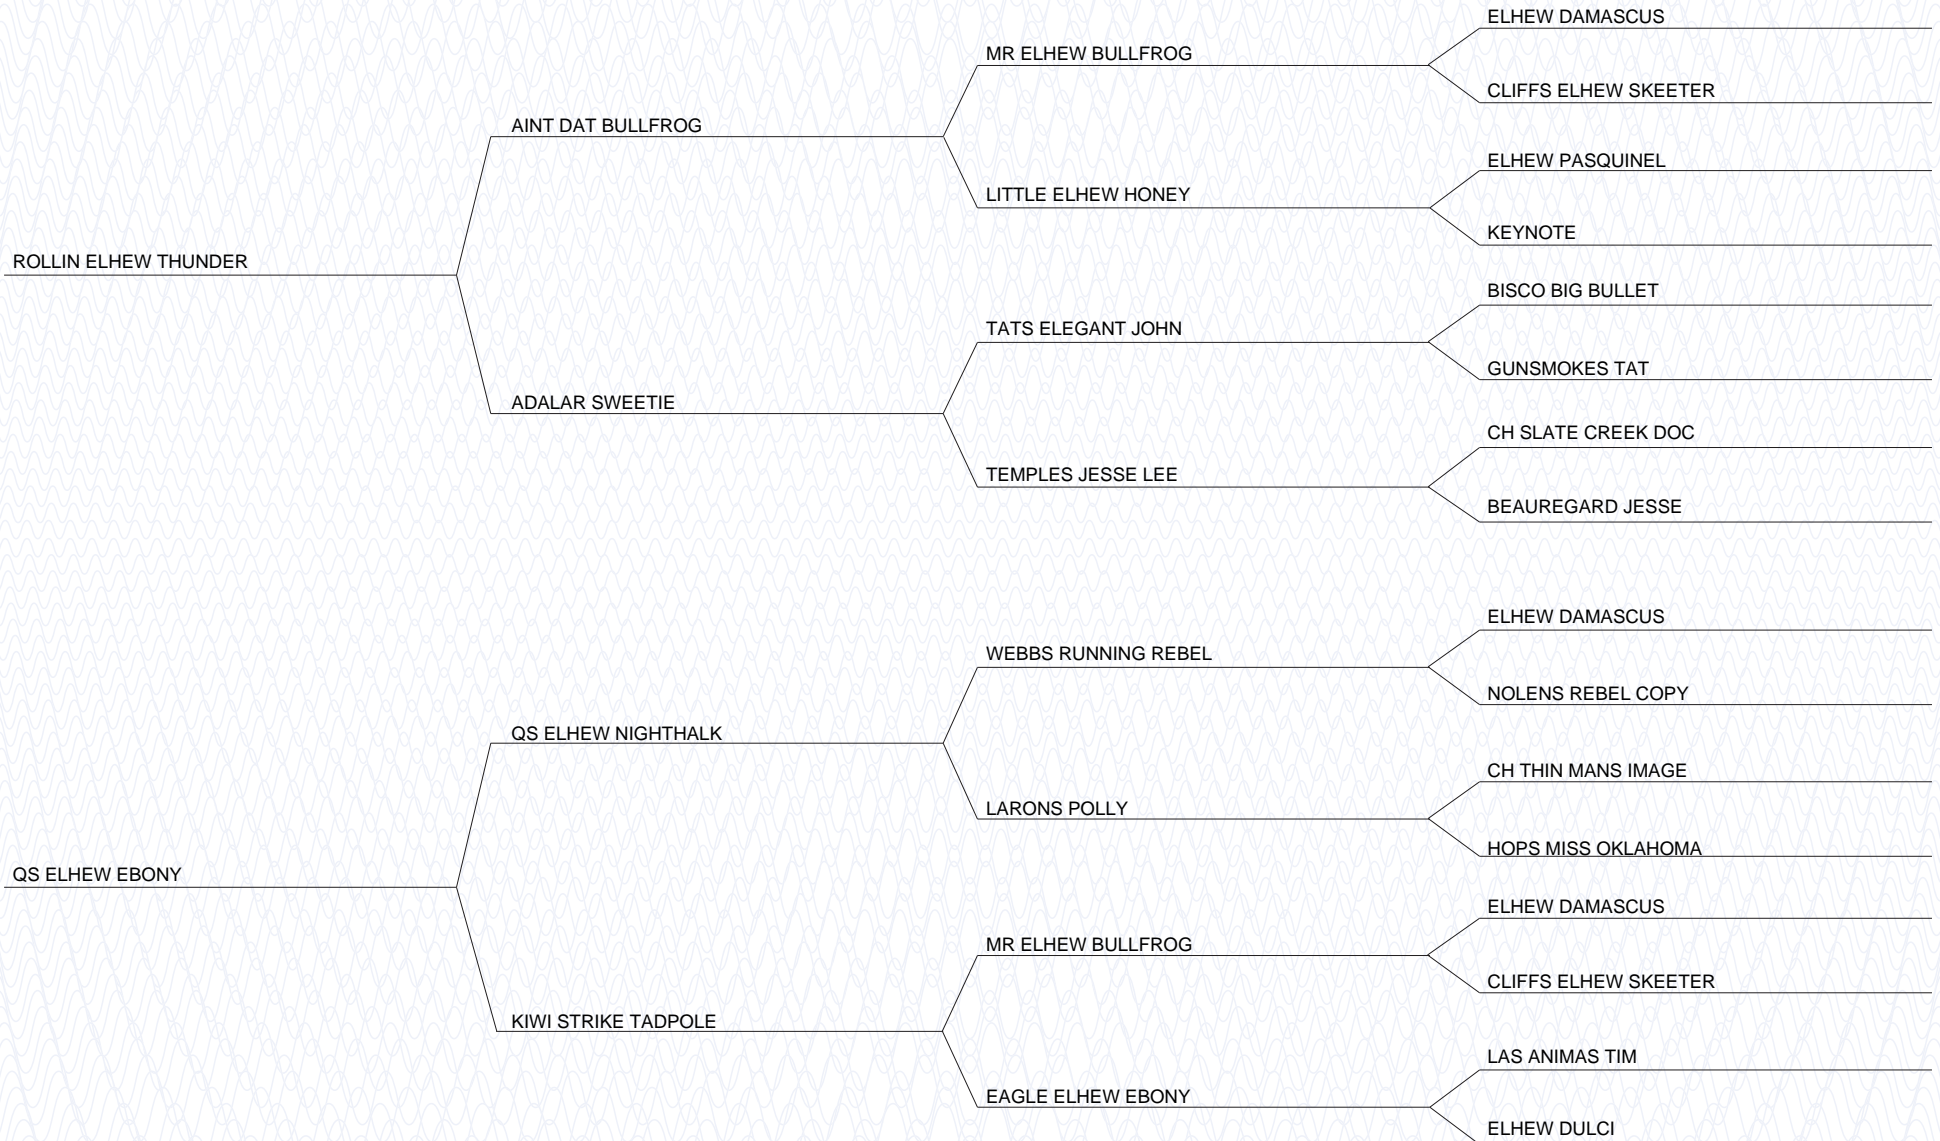 ELHEW DAMASCUS
MR ELHEW BULLFROG
CLIFFS ELHEW SKEETER
AINT DAT BULLFROG
ELHEW PASQUINEL
LITTLE ELHEW HONEY
KEYNOTE
ROLLIN ELHEW THUNDER
BISCO BIG BULLET
TATS ELEGANT JOHN
GUNSMOKES TAT
ADALAR SWEETIE
CH SLATE CREEK DOC
TEMPLES JESSE LEE
BEAUREGARD JESSE
ELHEW DAMASCUS
WEBBS RUNNING REBEL
NOLENS REBEL COPY
QS ELHEW NIGHTHALK
CH THIN MANS IMAGE
LARONS POLLY
HOPS MISS OKLAHOMA
QS ELHEW EBONY
ELHEW DAMASCUS
MR ELHEW BULLFROG
CLIFFS ELHEW SKEETER
KIWI STRIKE TADPOLE
LAS ANIMAS TIM
EAGLE ELHEW EBONY
ELHEW DULCI